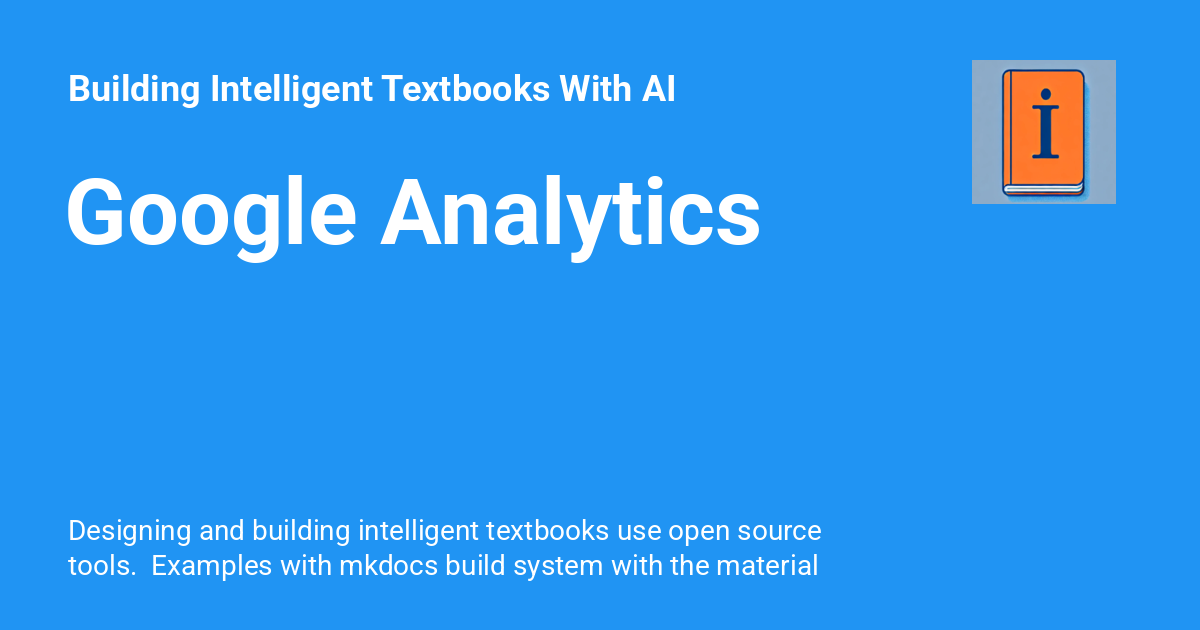 Building Intelligent Textbooks With AI
i
Google Analytics
Designing and building intelligent textbooks use open source
tools.  Examples with mkdocs build system with the material